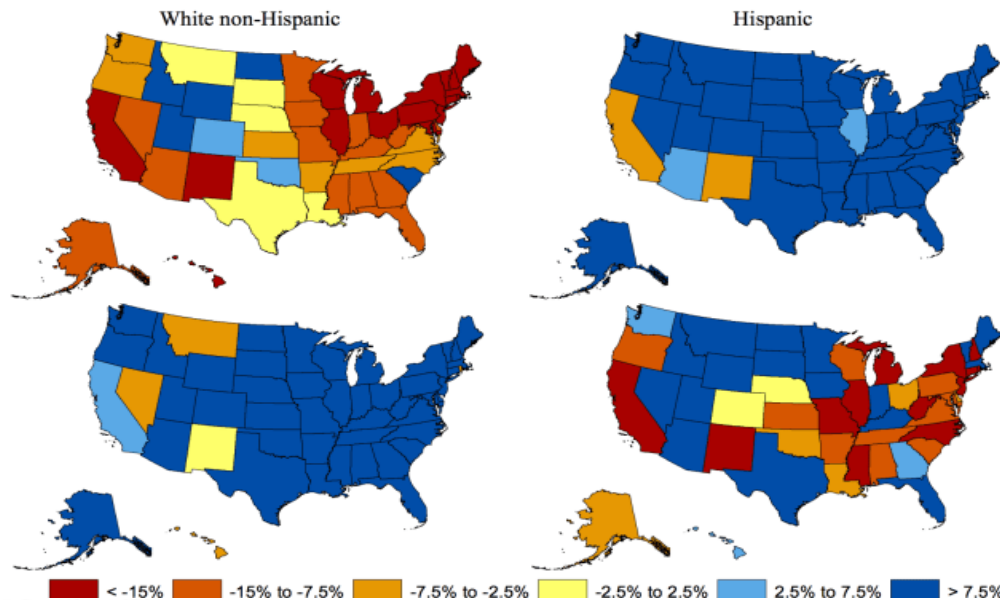 White non-Hispanic
Hispanic
< -15%
-15% to -7.5%
-7.5% to -2.5%
-2.5% to 2.5%
2.5% to 7.5%
> 7.5%